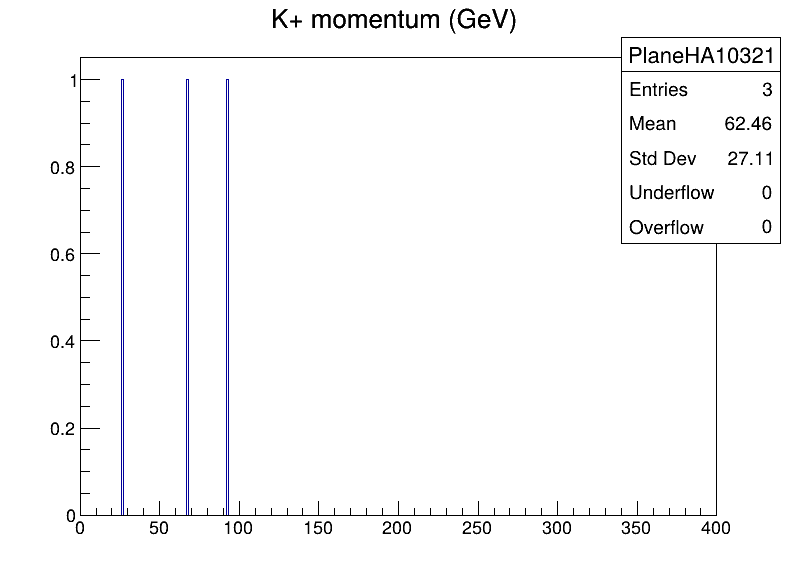 K+ momentum (GeV)
PlaneHA10321
Entries 3
Mean 62.46
Std Dev 27.11
Underflow 0
Overflow 0
1
0.8
0.6
0.4
0.2
0
0 50 100 150 200 250 300 350 400